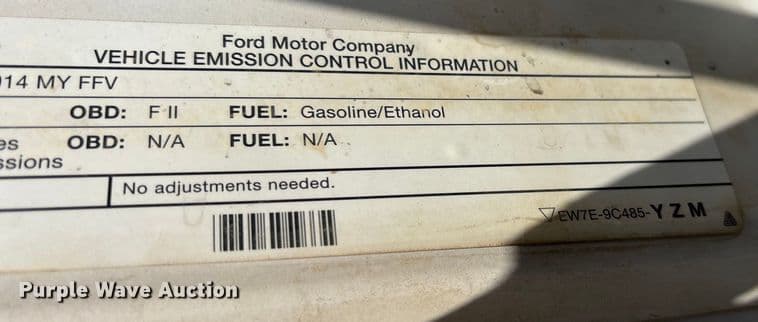 Ford Motor Company
VEHICLE EMISSION CONTROL INFORMATION
14 MY FFV
OBD: F II FUEL: Gasoline/Ethanol
es OBD: N/A FUEL: N/A
ssions
No adjustments needed.
EW7E-9C485-YZM
Purple Wave Auction